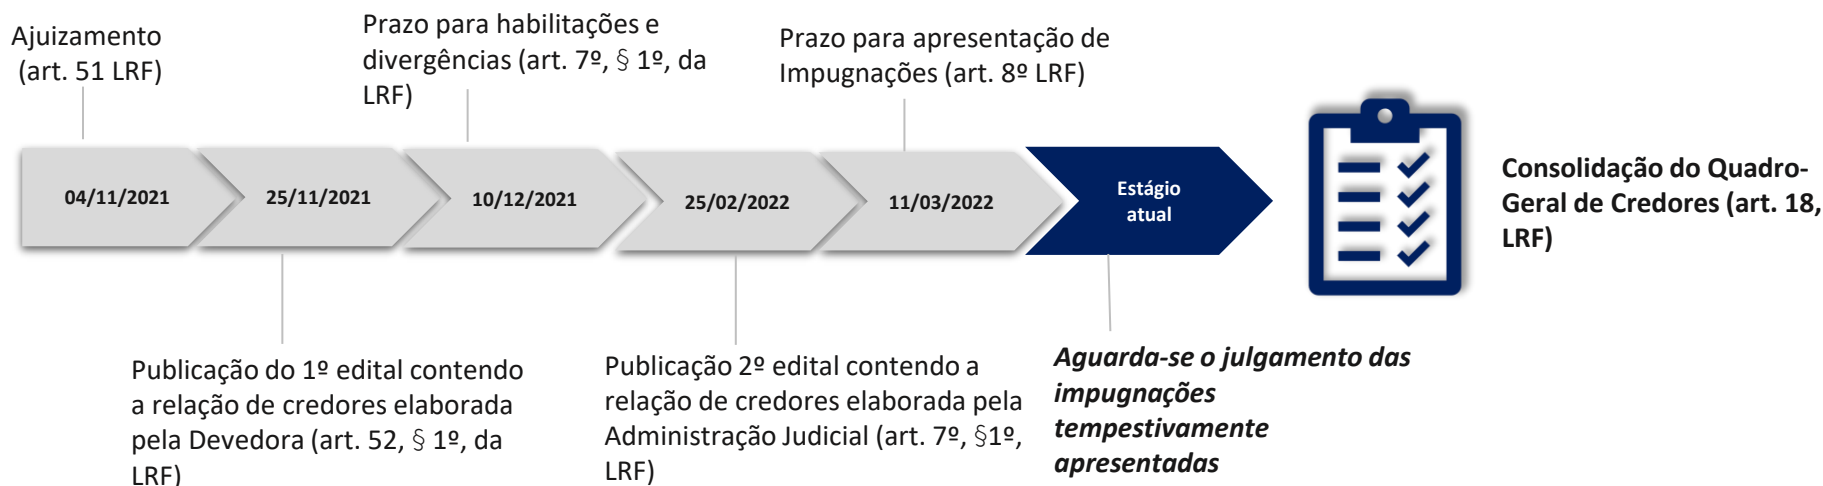 Ajuizamento
(art. 51 LRF)
Prazo para habilitações e
divergências (art. 7º, § 1º, da
LRF)
Prazo para apresentação de
Impugnações (art. 8º LRF)
04/11/2021
25/11/2021
10/12/2021
25/02/2022
11/03/2022
Estágio
atual
Consolidação do Quadro-
Geral de Credores (art. 18,
LRF)
Publicação do 1º edital contendo
a relação de credores elaborada
pela Devedora (art. 52, § 1º, da
LRF)
Publicação 2º edital contendo a
relação de credores elaborada pela
Administração Judicial (art. 7º, §1º,
LRF)
Aguarda-se o julgamento das
impugnações
tempestivamente
apresentadas